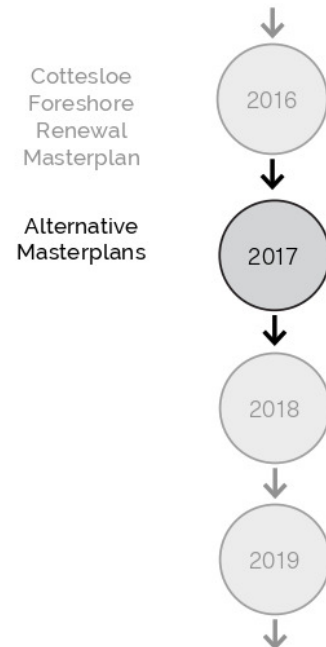 Cottesloe
Foreshore
Renewal
Masterplan
2016
Alternative
Masterplans
2017
2018
2019